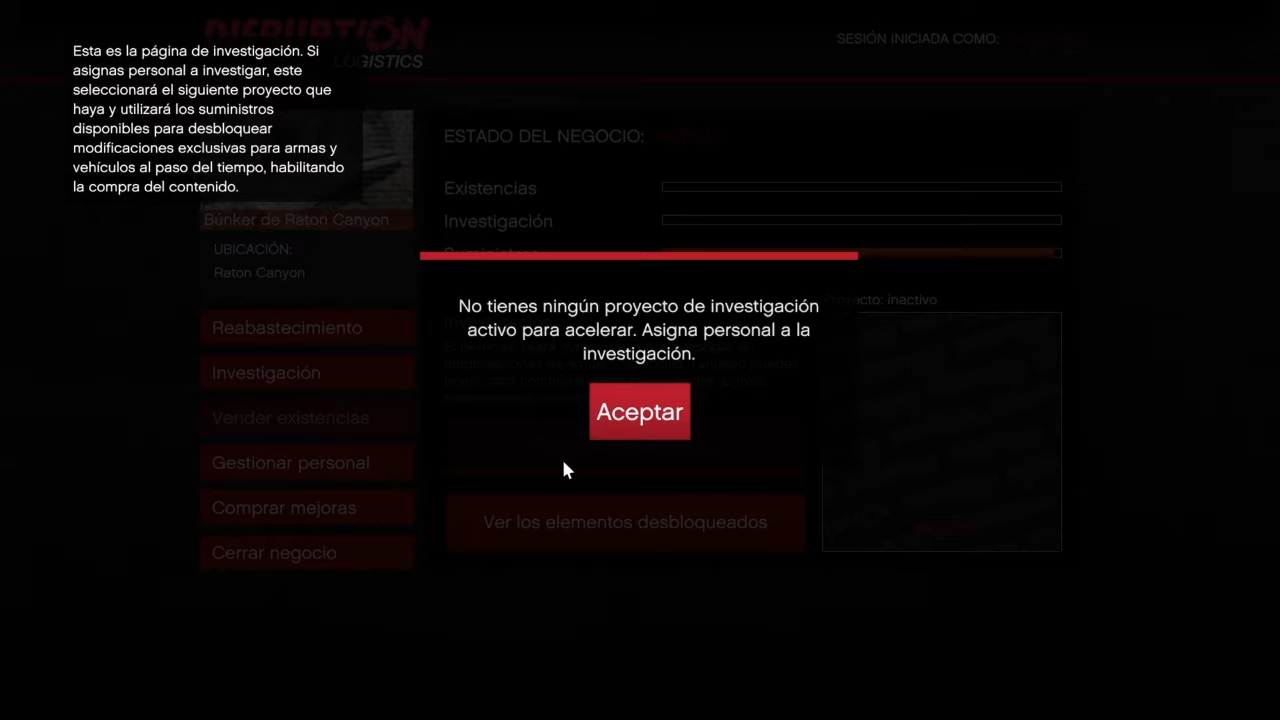 Esta es la página de investigación. Si
asignas personal a investigar, este
seleccionará el siguiente proyecto que
haya y utilizará los suministros
disponibles para desbloquear
modificaciones exclusivas para armas y
vehículos al paso del tiempo, habilitando
la compra del contenido.
DISRUPTION
LOGISTICS
SESIÓN INICIADA COMO:
Búnker de Raton Canyon
UBICACIÓN:
Raton Canyon
Reabastecimiento
Investigación
Vender existencias
Gestionar personal
Comprar mejoras
Cerrar negocio
ESTADO DEL NEGOCIO:
Existencias
Investigación
Suministros
Proyecto: inactivo
No tienes ningún proyecto de investigación
activo para acelerar. Asigna personal a la
investigación.
Aceptar
Ver los elementos desbloqueados